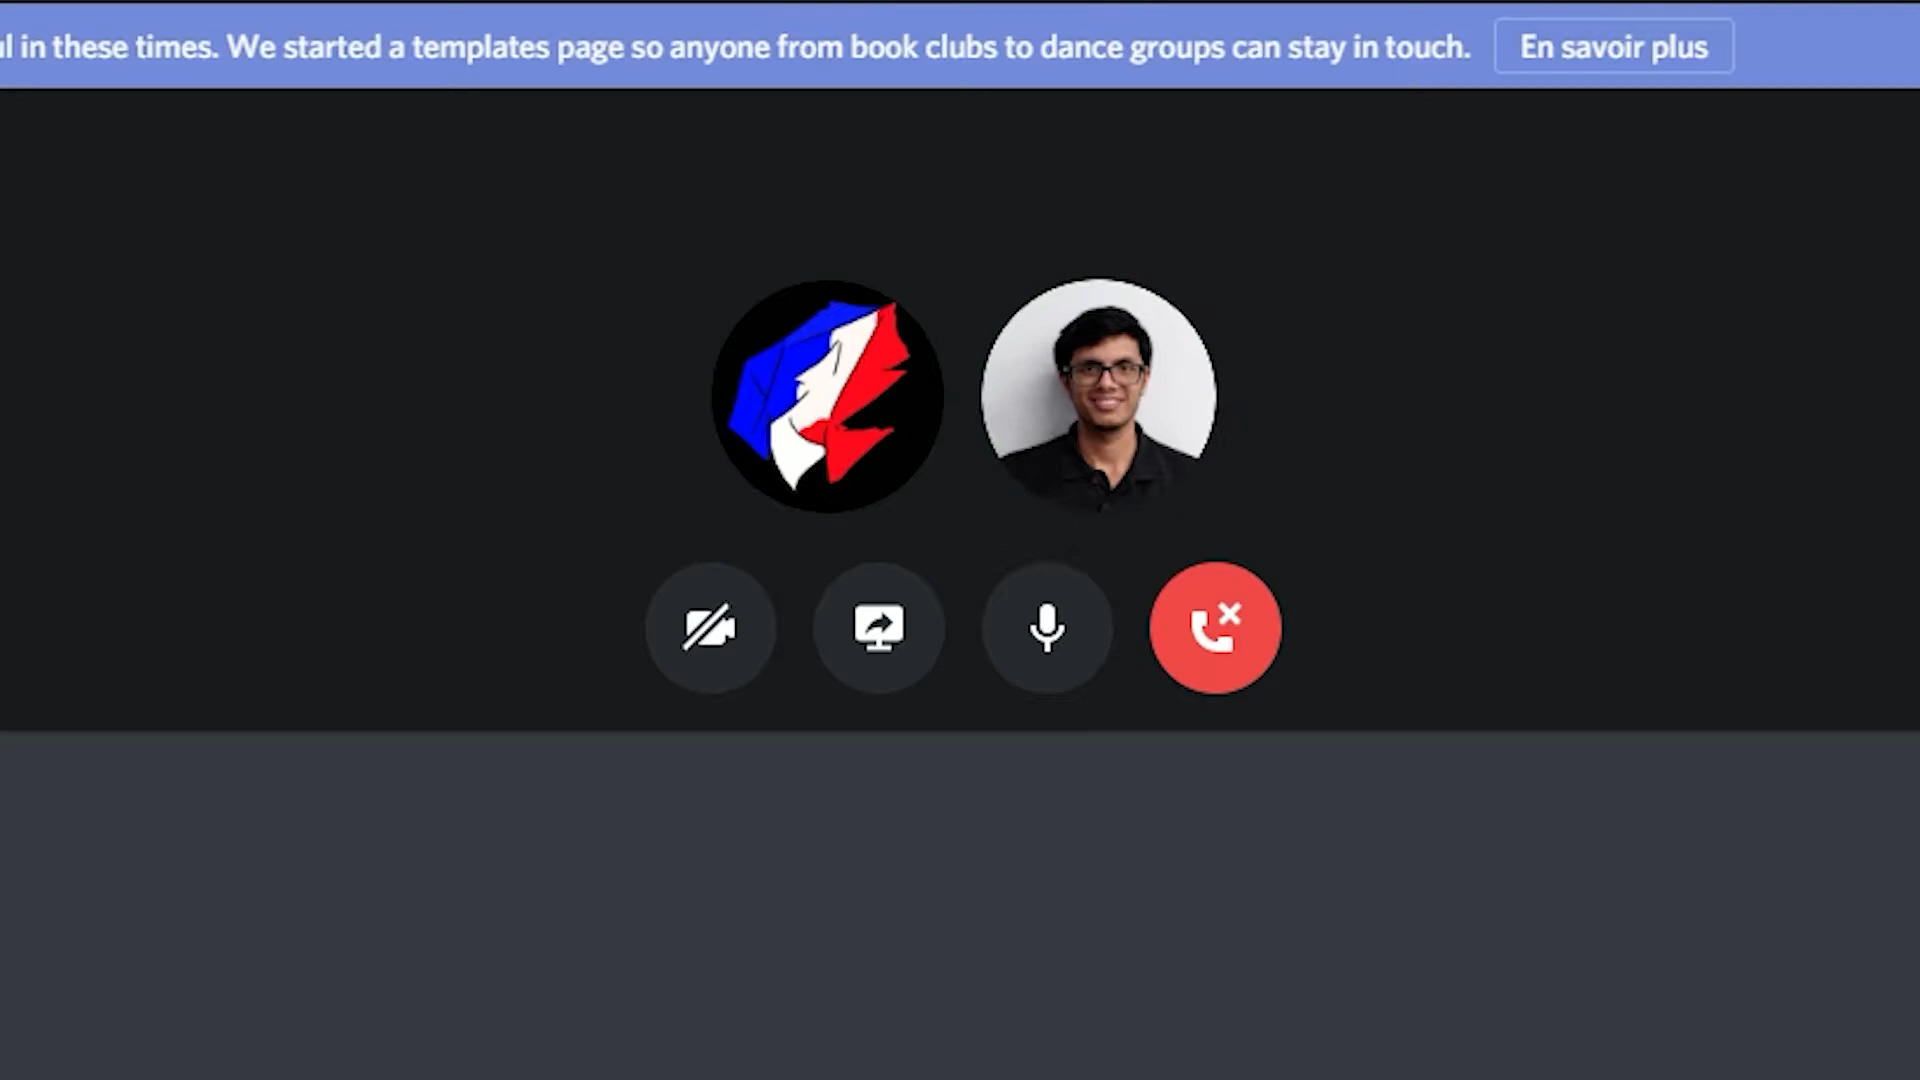 in these times. We started a templates page so anyone from book clubs to dance groups can stay in touch. En savoir plus